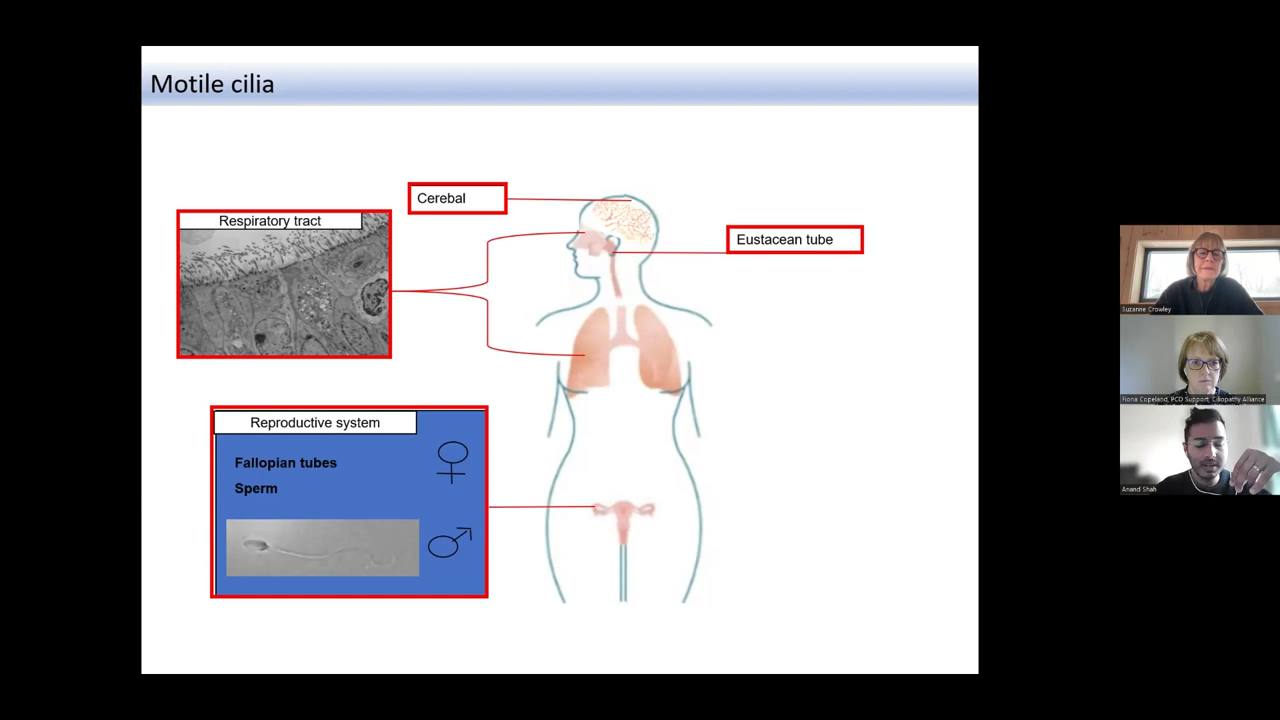 Motile cilia
Cerebal
Respiratory tract
Eustacean tube
Reproductive system
Fallopian tubes
Sperm
Suzanne Crowley
Fiona Copeland, PCD Support, Ciliopathy Alliance
Anand Shah